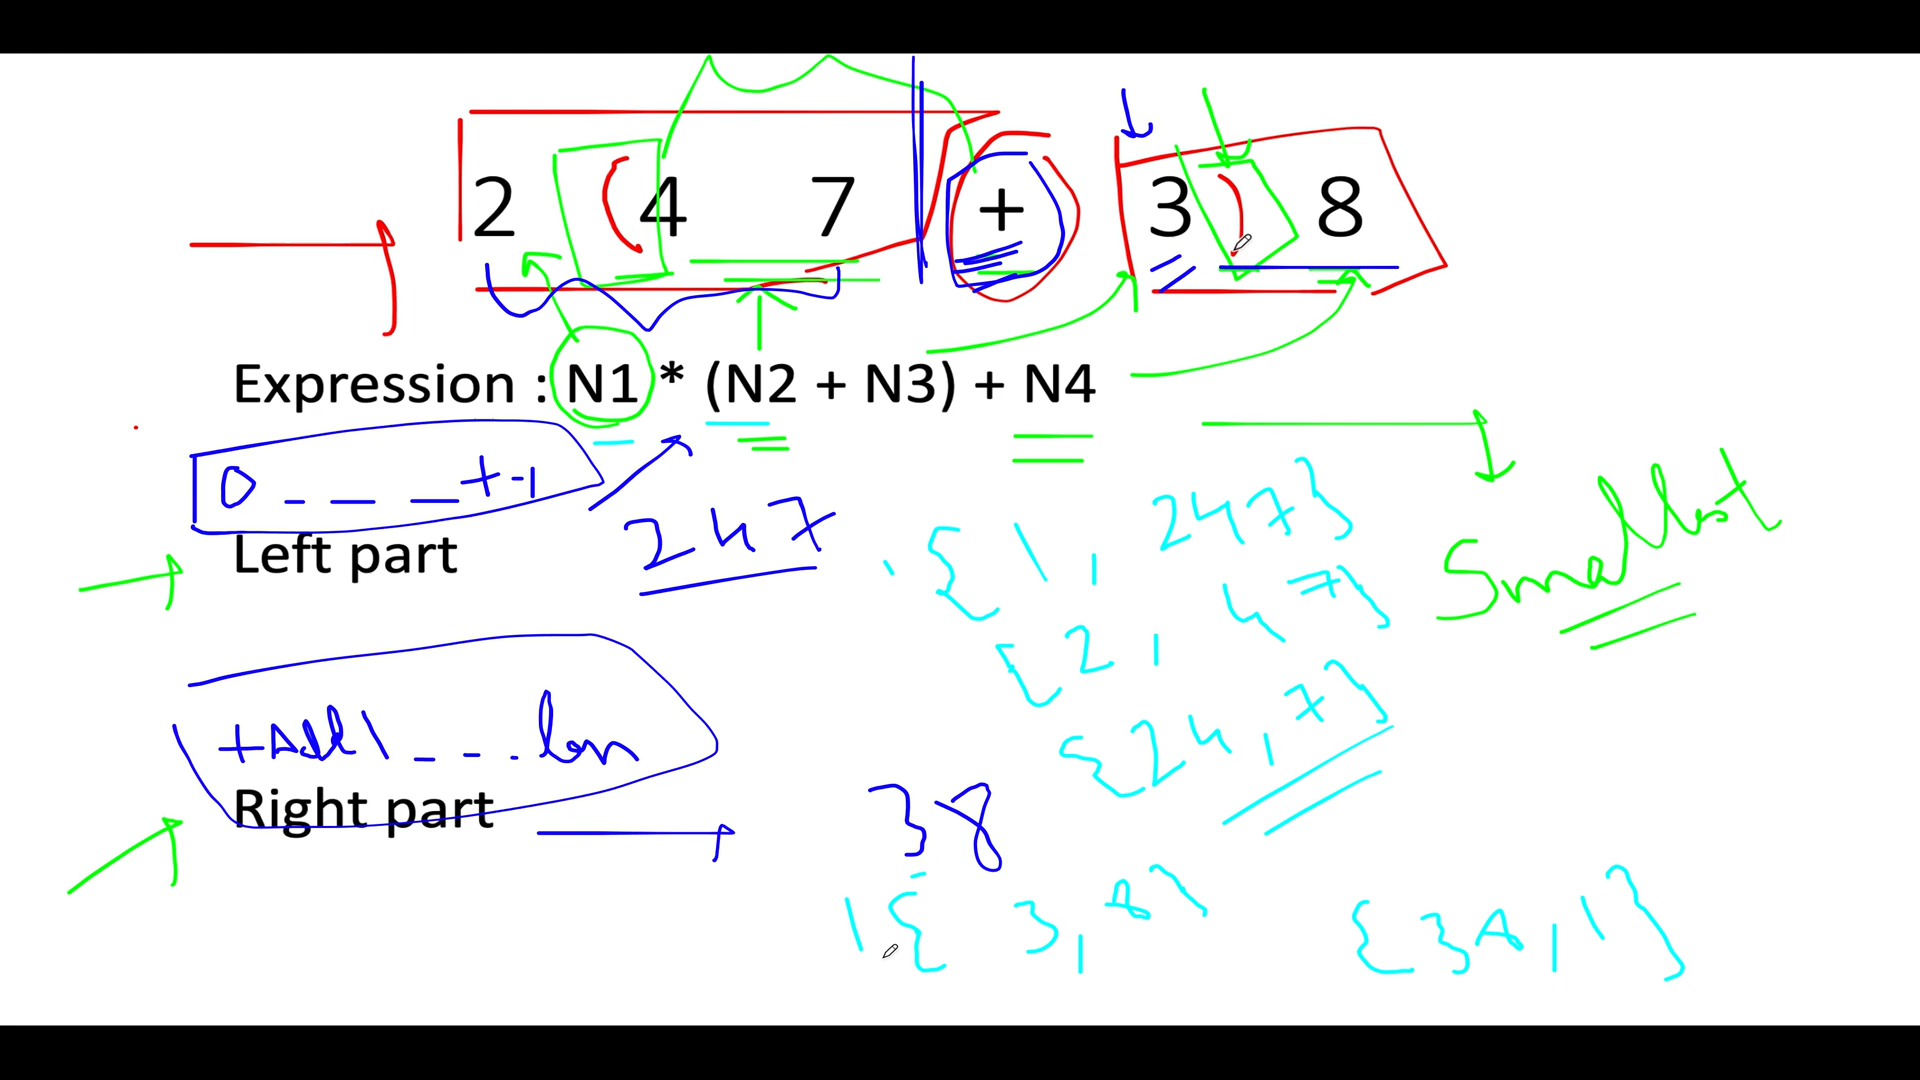 2 ( 4 7 + 3 ) 8
Expression : N1 * (N2 + N3) + N4
0 _ _ _ + -1
Left part
247
{ 1 , 247 }
{ 2 , 47 }
{ 24 , 7 }
Smallest
_ _ . len
Right part
38
1 { 3 , 8 }
{ 38 , 1 }